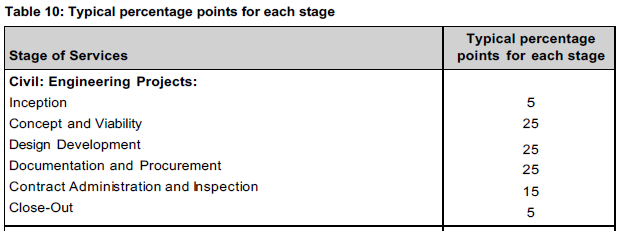 Table 10: Typical percentage points for each stage
Stage of Services Typical percentage points for each stage
Civil: Engineering Projects:
Inception 5
Concept and Viability 25
Design Development 25
Documentation and Procurement 25
Contract Administration and Inspection 15
Close-Out 5